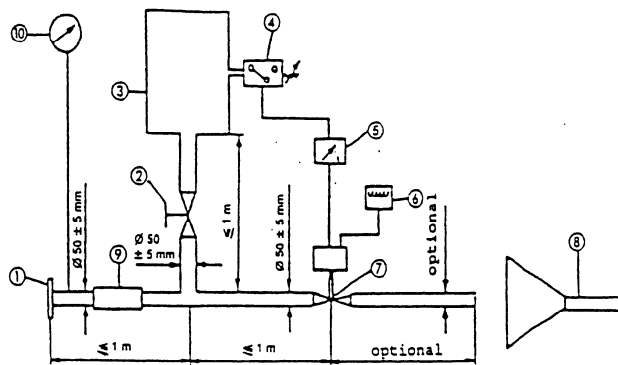 ⑩
④
③
⑤
②
⑥
⩽ 1 m
Ø 50 ± 5 mm
Ø 50
± 5 mm
Ø 50 ± 5 mm
optional
①
⑨
⑦
⑧
⩽ 1 m
⩽ 1 m
optional